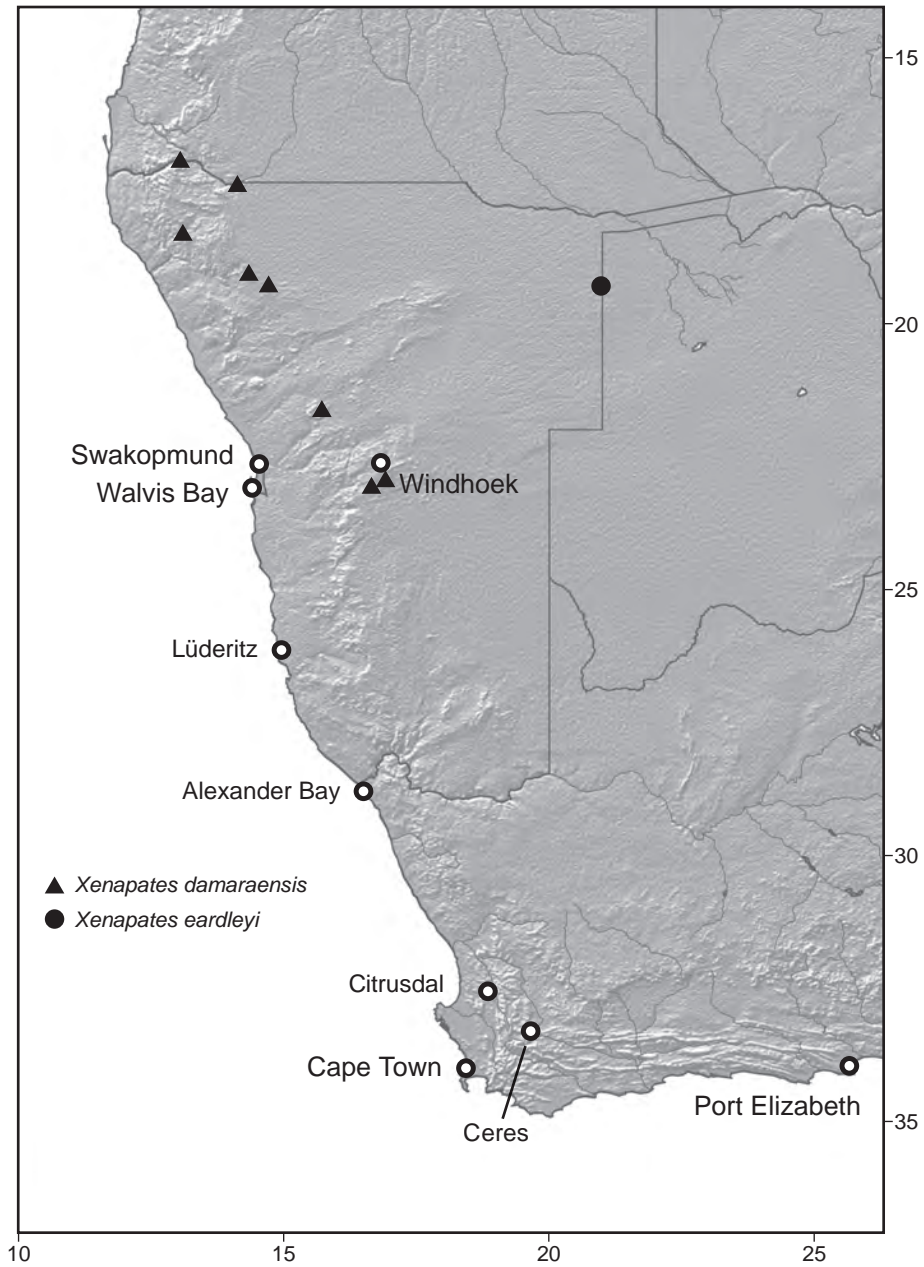 15
20
Swakopmund
Walvis Bay
Windhoek
25
Lüderitz
Alexander Bay
30
Xenapates damaraensis
Xenapates eardleyi
Citrusdal
Cape Town
Port Elizabeth
35
Ceres
10
15
20
25